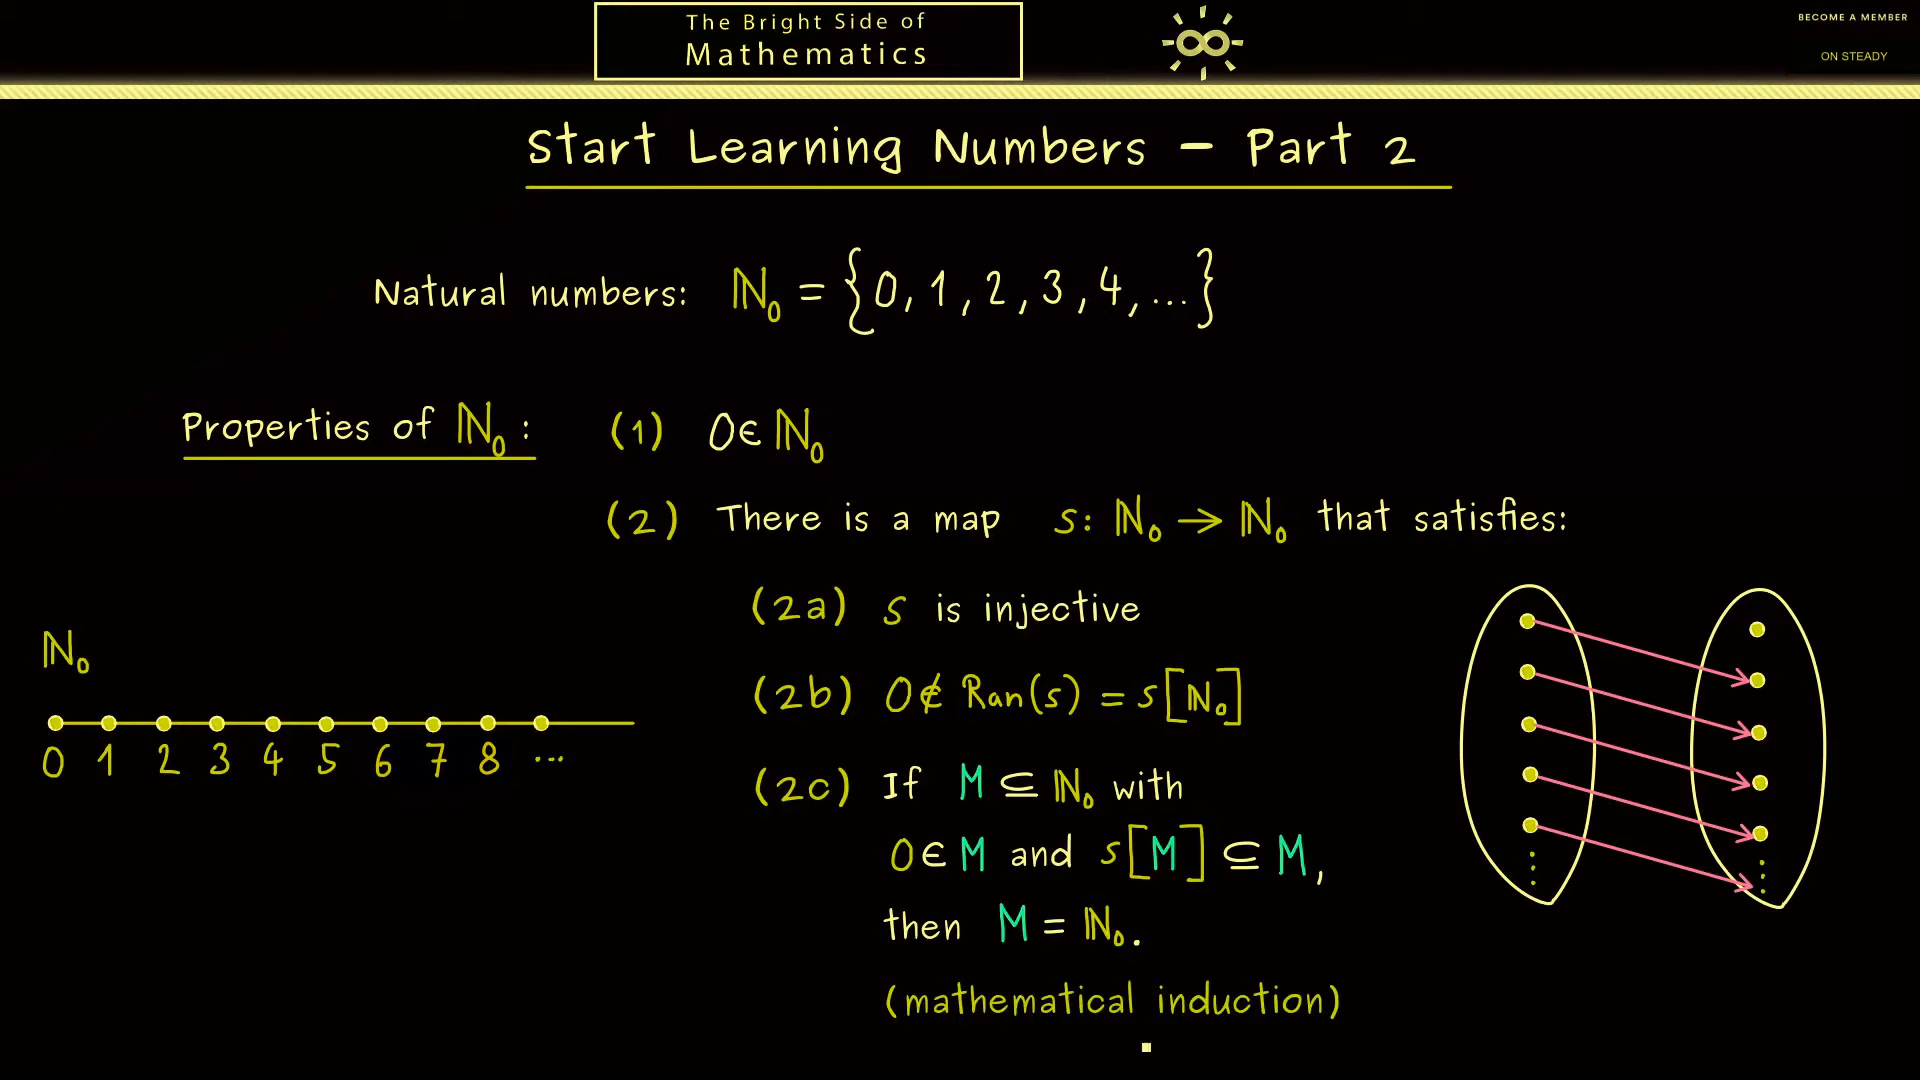 The Bright Side of
Mathematics
BECOME A MEMBER
ON STEADY
Start Learning Numbers – Part 2
Natural numbers: ℕ₀ = {0, 1, 2, 3, 4, ...}
Properties of ℕ₀: (1) 0 ∈ ℕ₀
(2) There is a map s: ℕ₀ → ℕ₀ that satisfies:
(2a) s is injective
(2b) 0 ∉ Ran(s) = s[ℕ₀]
(2c) If M ⊆ ℕ₀ with
0 ∈ M and s[M] ⊆ M,
then M = ℕ₀.
(mathematical induction)
ℕ₀
0 1 2 3 4 5 6 7 8 ...